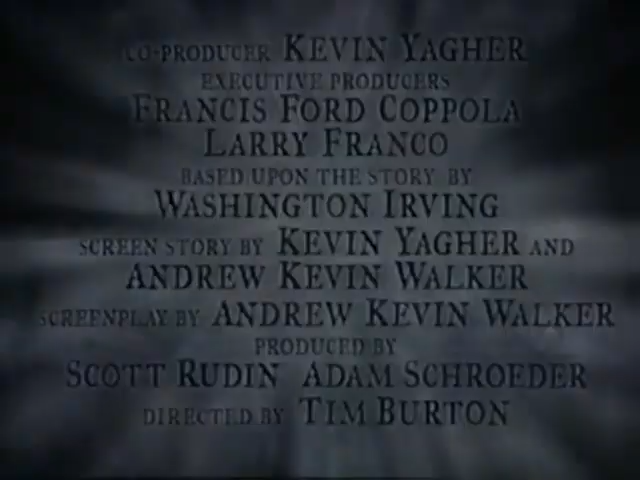 CO-PRODUCER KEVIN YAGHER
EXECUTIVE PRODUCERS
FRANCIS FORD COPPOLA
LARRY FRANCO
BASED UPON THE STORY BY
WASHINGTON IRVING
SCREEN STORY BY KEVIN YAGHER AND
ANDREW KEVIN WALKER
SCREENPLAY BY ANDREW KEVIN WALKER
PRODUCED BY
SCOTT RUDIN ADAM SCHROEDER
DIRECTED BY TIM BURTON